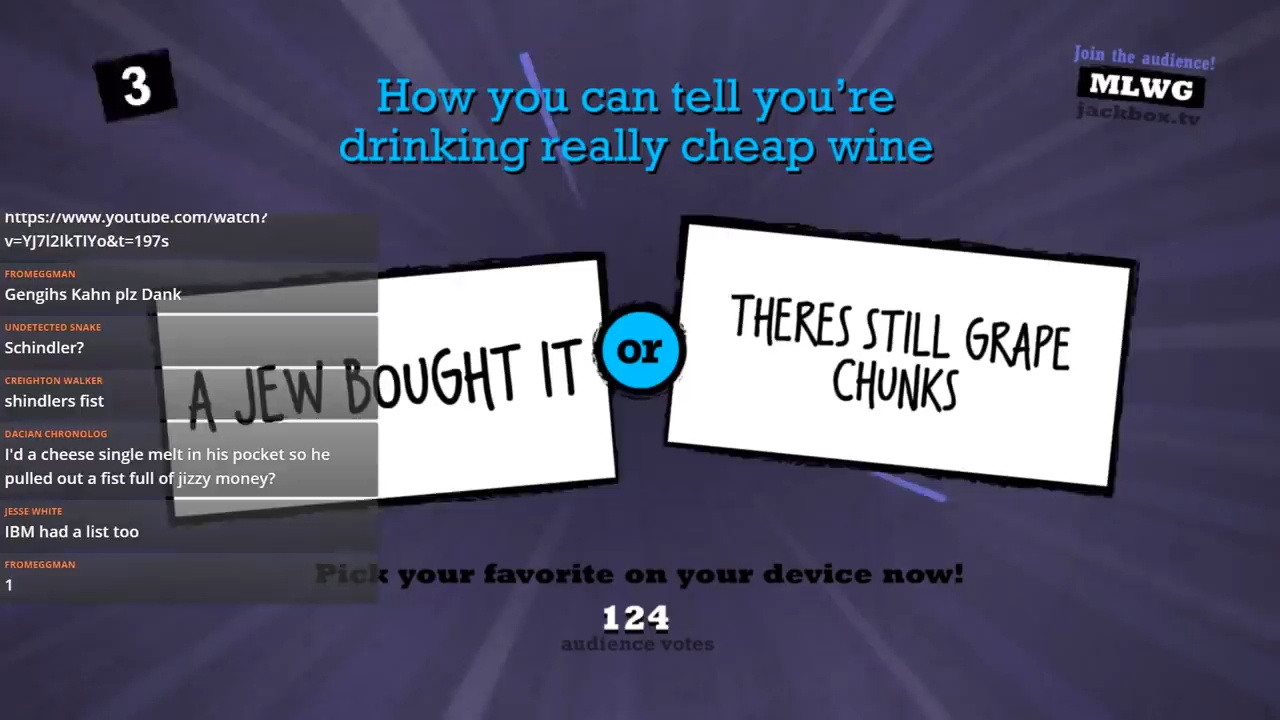 3
How you can tell you're
drinking really cheap wine
Join the audience!
MLWG
jackbox.tv
https://www.youtube.com/watch?
v=YJ7l2IkTIYo&t=197s
FROMEGGMAN
Gengihs Kahn plz Dank
UNDETECTED SNAKE
Schindler?
CREIGHTON WALKER
shindlers fist
DACIAN CHRONOLOG
I'd a cheese single melt in his pocket so he
pulled out a fist full of jizzy money?
JESSE WHITE
IBM had a list too
FROMEGGMAN
1
A JEW BOUGHT IT
or
THERES STILL GRAPE
CHUNKS
Pick your favorite on your device now!
124
audience votes